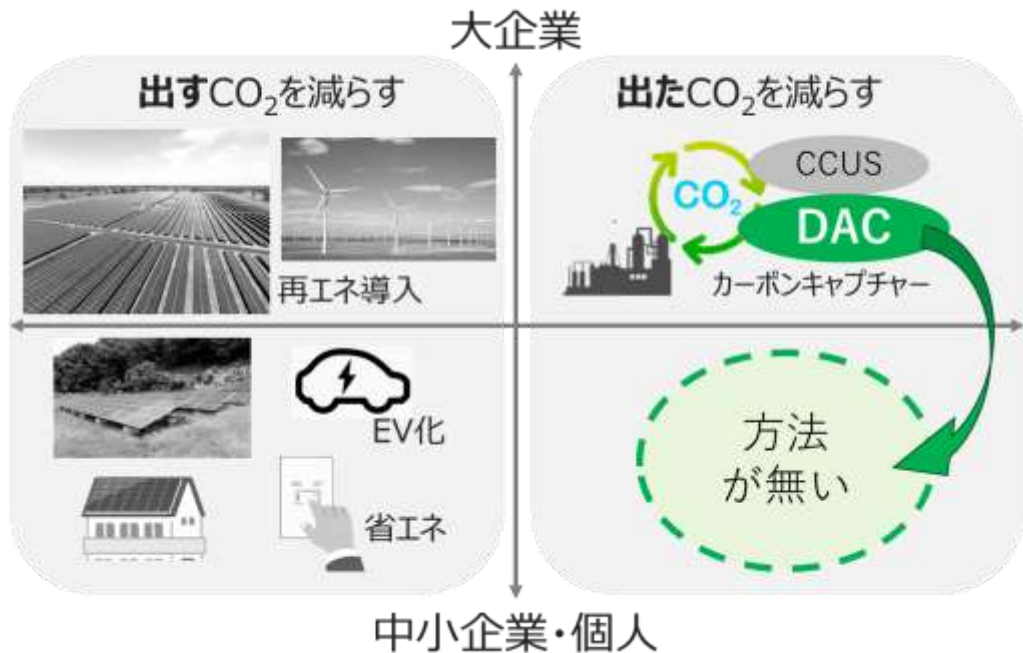 大企業
出すCO₂を減らす
出たCO₂を減らす
CCUS
CO₂
DAC
再エネ導入
カーボンキャプチャー
EV化
方法
が無い
省エネ
中小企業・個人